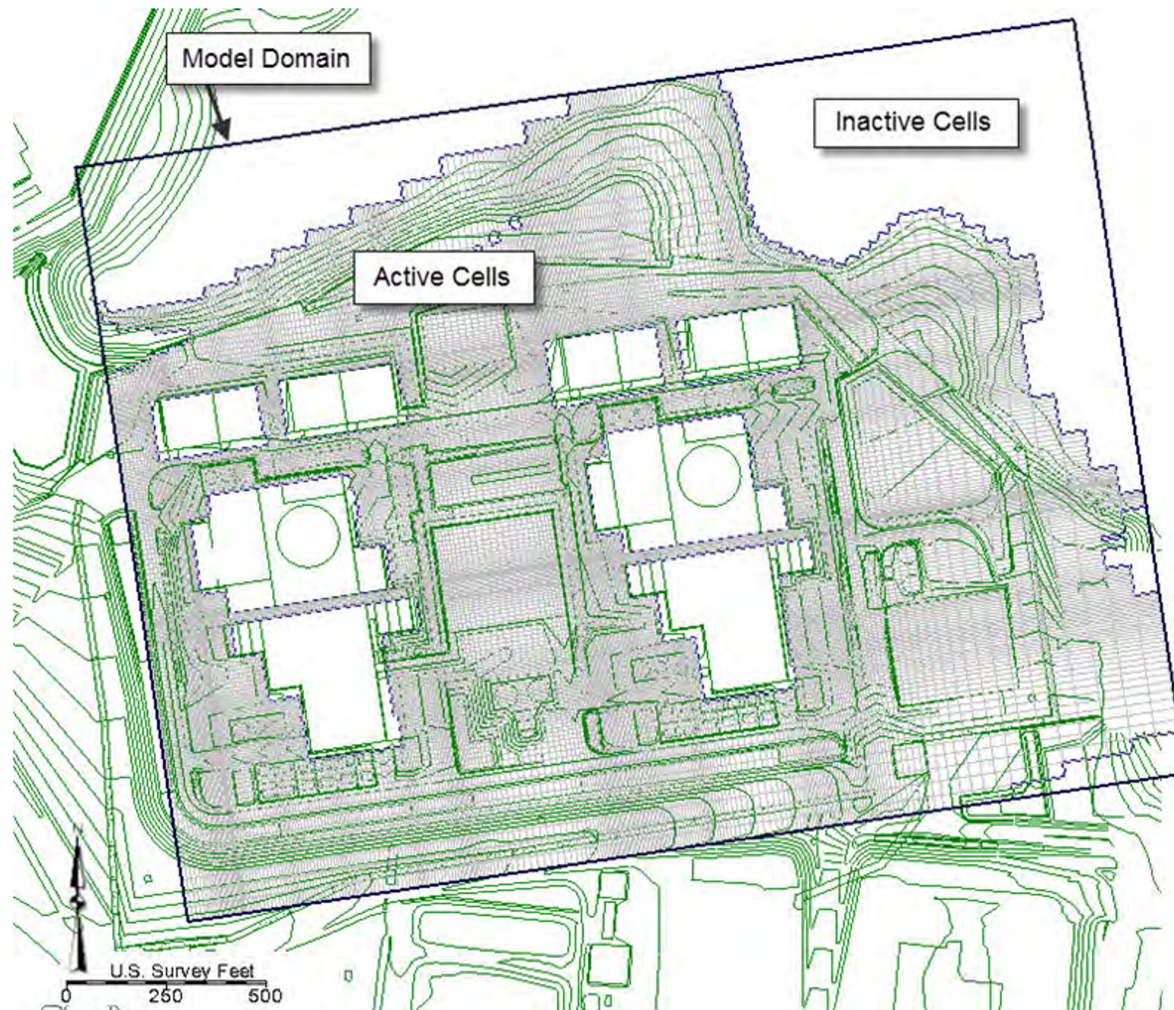 Model Domain
Inactive Cells
Active Cells
N
U.S. Survey Feet
0 250 500